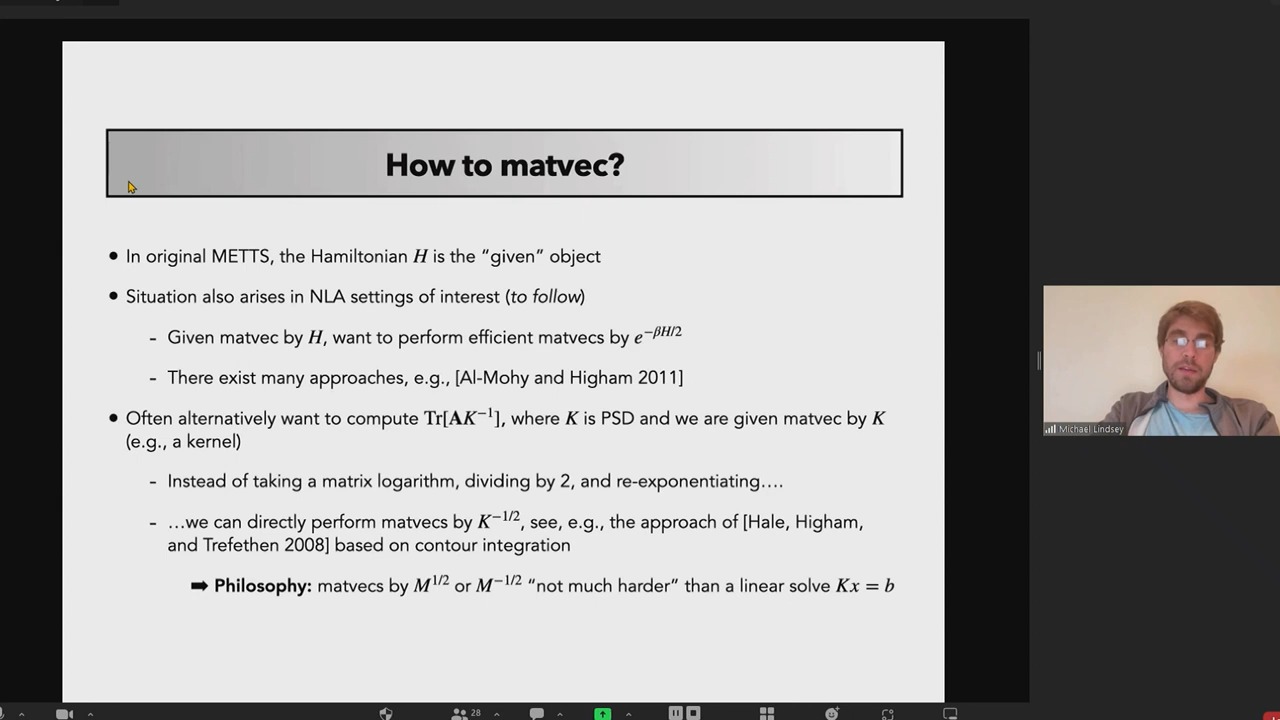 How to matvec?
• In original METTS, the Hamiltonian H is the “given” object
• Situation also arises in NLA settings of interest (to follow)
- Given matvec by H, want to perform efficient matvecs by e^{−βH/2}
- There exist many approaches, e.g., [Al-Mohy and Higham 2011]
• Often alternatively want to compute Tr[AK^{−1}], where K is PSD and we are given matvec by K
(e.g., a kernel)
- Instead of taking a matrix logarithm, dividing by 2, and re-exponentiating….
- …we can directly perform matvecs by K^{−1/2}, see, e.g., the approach of [Hale, Higham,
and Trefethen 2008] based on contour integration
➡ Philosophy: matvecs by M^{1/2} or M^{−1/2} “not much harder” than a linear solve Kx = b
Michael Lindsey
28